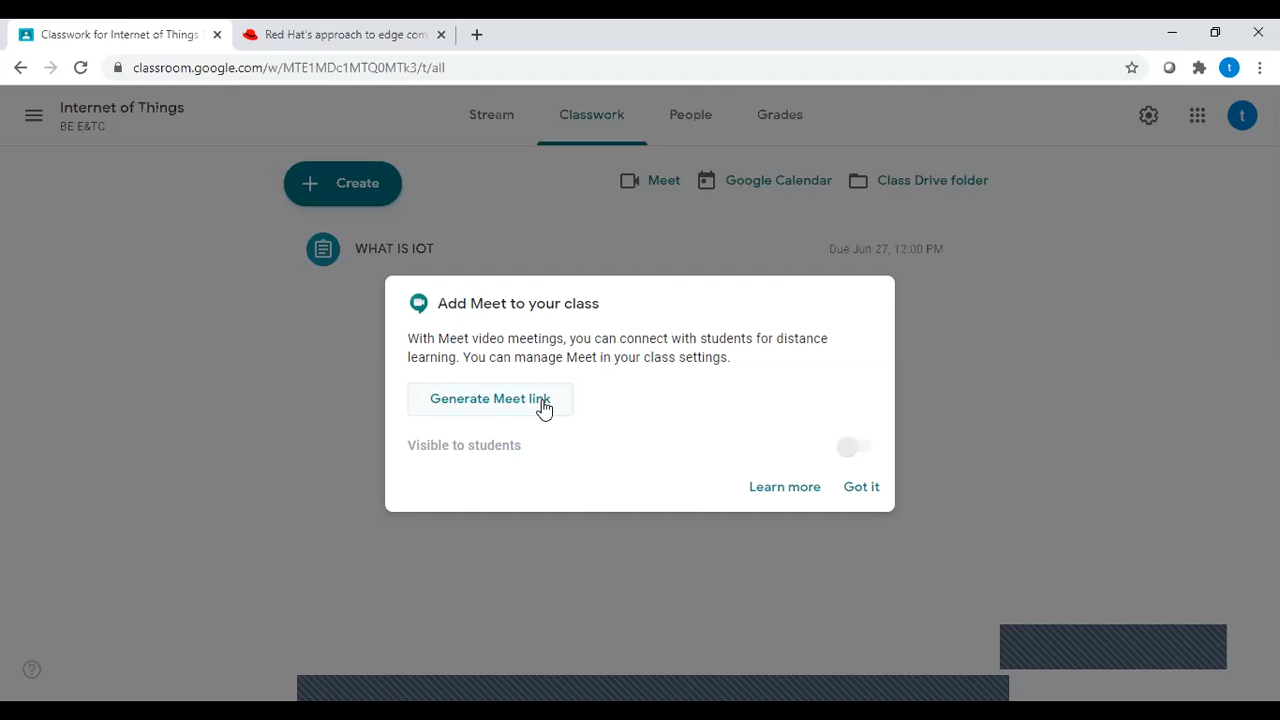 Classwork for Internet of Things
Red Hat's approach to edge com
classroom.google.com/w/MTE1MDc1MTQ0MTk3/t/all
t
Internet of Things
BE E&TC
Stream
Classwork
People
Grades
t
Create
Meet
Google Calendar
Class Drive folder
WHAT IS IOT
Due Jun 27, 12:00 PM
Add Meet to your class
With Meet video meetings, you can connect with students for distance
learning. You can manage Meet in your class settings.
Generate Meet link
Visible to students
Learn more
Got it